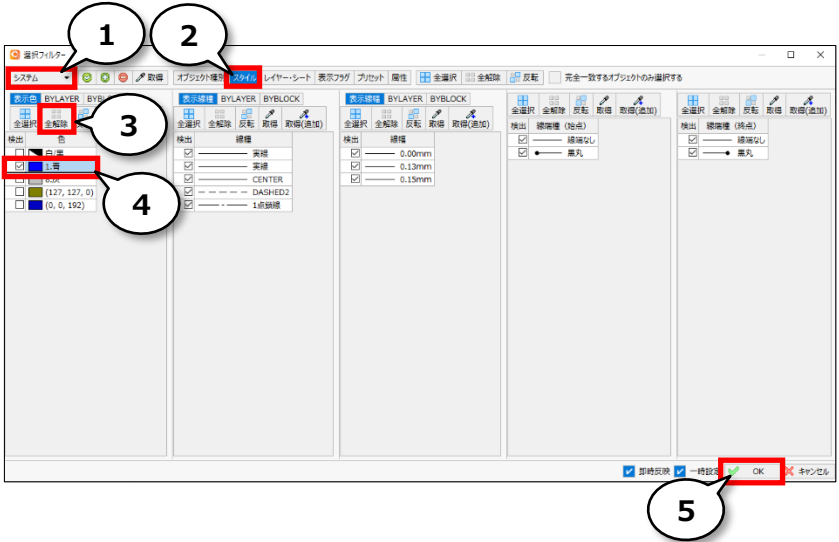 1 2
選択フィルター
システム 取得 オブジェクト種別 スタイル レイヤー・シート 表示フラグ プリセット 属性 全選択 全解除 反転 完全一致するオブジェクトのみ選択する
表示色 BYLAYER 表示線種 BYLAYER BYBLOCK 表示線幅 BYLAYER BYBLOCK
全選択 全解除 3 全選択 全解除 反転 取得 取得(追加) 全選択 全解除 反転 取得 取得(追加) 全選択 全解除 反転 取得 取得(追加) 全選択 全解除 反転 取得 取得(追加)
検出 色 検出 線種 検出 線幅 検出 線端種 (始点) 検出 線端種 (終点)
白/黒 実線 0.00mm 線端なし 線端なし
1.青 実線 0.13mm 黒丸 黒丸
CENTER 0.15mm
(127, 127, 0) DASHED2
(0, 0, 192) 1点鎖線
4
即時反映 一時設定 OK キャンセル
5